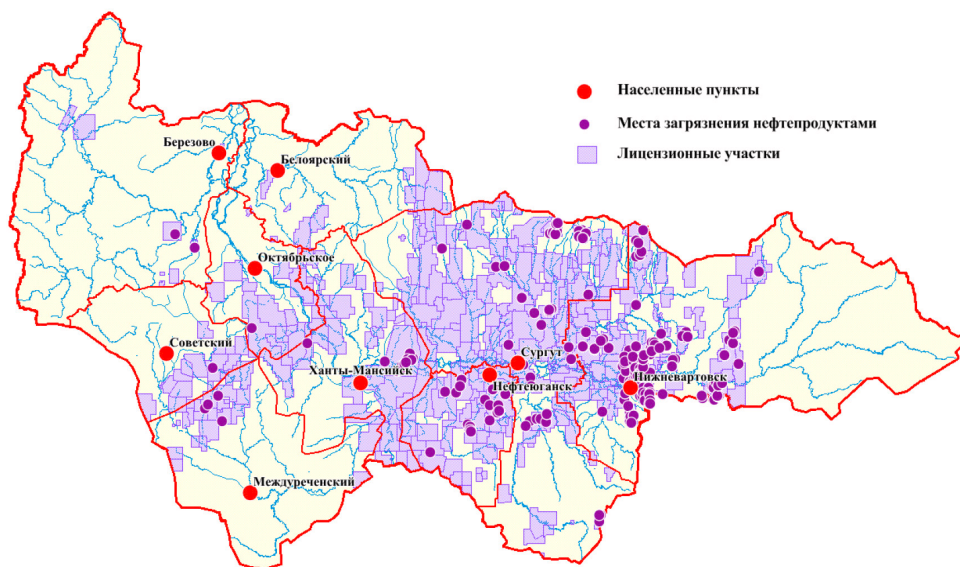 Населенные пункты
Места загрязнения нефтепродуктами
Лицензионные участки
Березово
Белоярский
Октябрьское
Советский
Ханты-Мансийск
Сургут
Нефтеюганск
Нижневартовск
Междуреченский